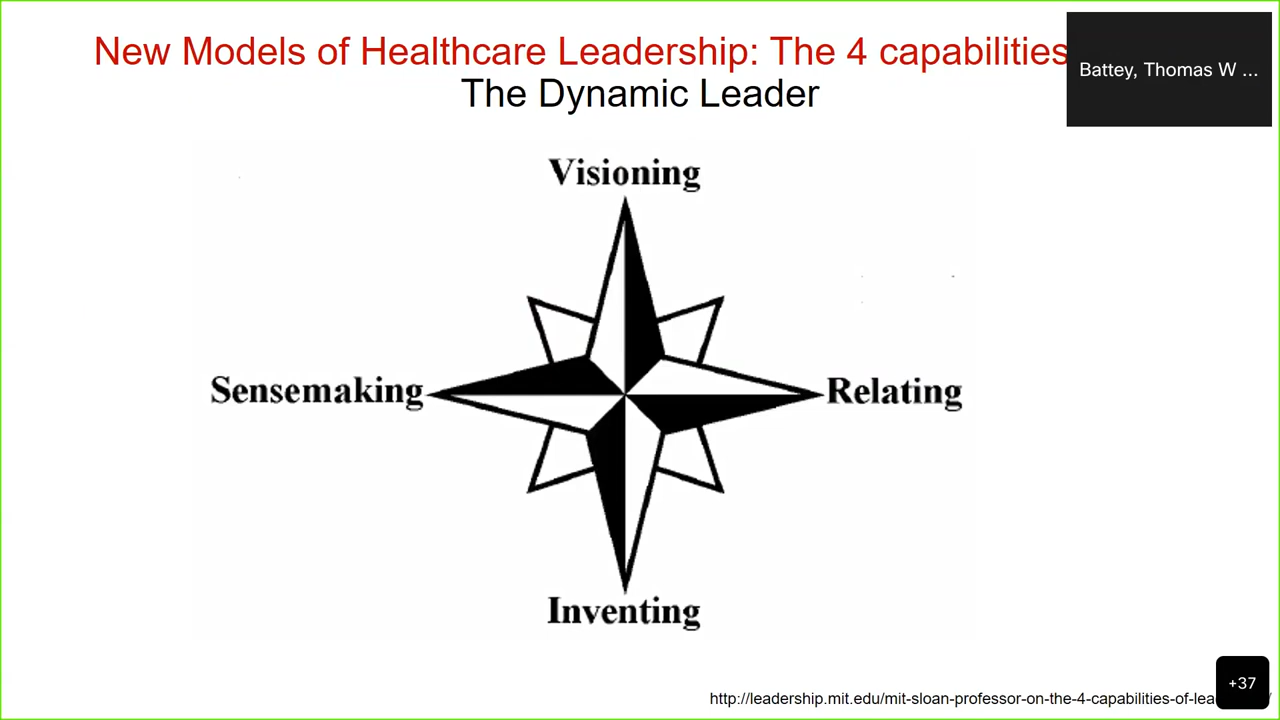 New Models of Healthcare Leadership: The 4 capabilities
The Dynamic Leader
Battey, Thomas W ...
Visioning
Sensemaking
Relating
Inventing
+37
http://leadership.mit.edu/mit-sloan-professor-on-the-4-capabilities-of-lea